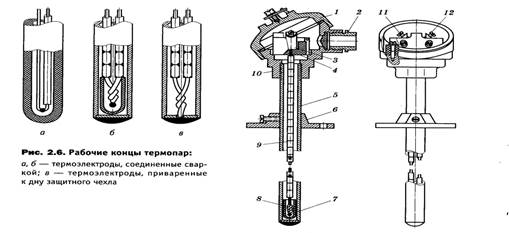 а
б
в
Рис. 2.6. Рабочие концы термопар:
а, б — термоэлектроды, соединенные свар-
кой; в — термоэлектроды, приваренные
к дну защитного чехла
1
2
3
4
10
5
6
9
8
7
11
12